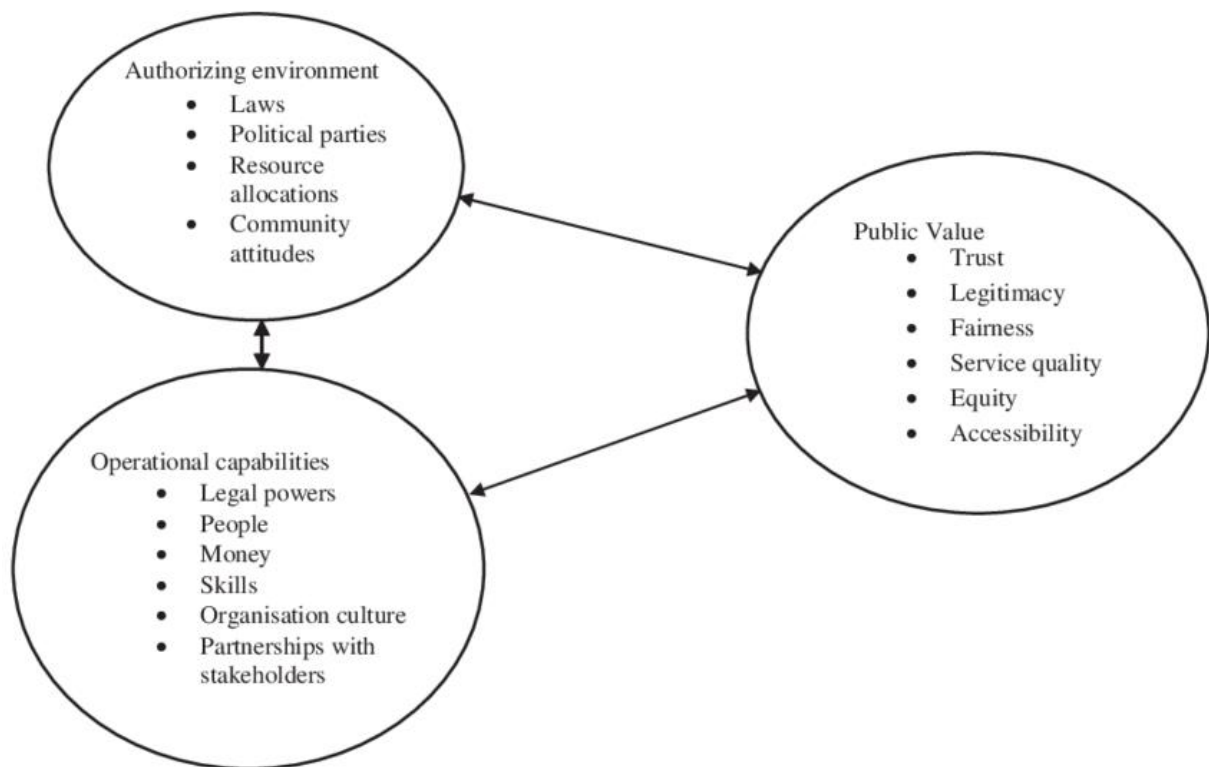 Authorizing environment
• Laws
• Political parties
• Resource
allocations
• Community
attitudes
Public Value
• Trust
• Legitimacy
• Fairness
• Service quality
• Equity
• Accessibility
Operational capabilities
• Legal powers
• People
• Money
• Skills
• Organisation culture
• Partnerships with
stakeholders